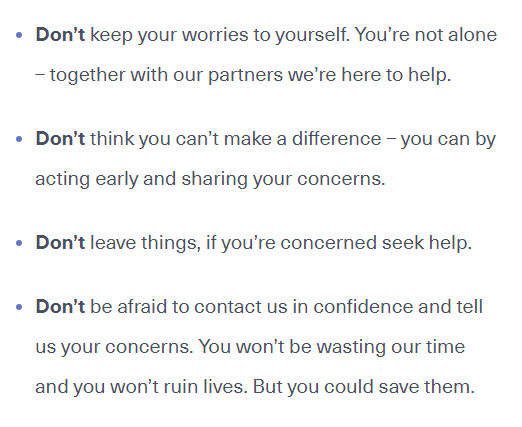 • Don’t keep your worries to yourself. You’re not alone
– together with our partners we’re here to help.
• Don’t think you can’t make a difference – you can by
acting early and sharing your concerns.
• Don’t leave things, if you’re concerned seek help.
• Don’t be afraid to contact us in confidence and tell
us your concerns. You won’t be wasting our time
and you won’t ruin lives. But you could save them.